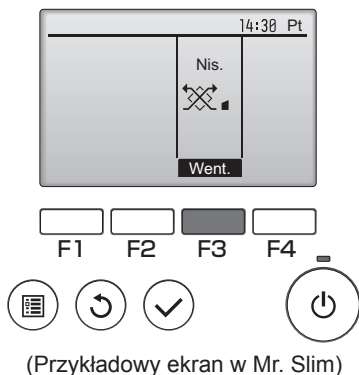 14:30 Pt
Nis.
Went.
F1 F2 F3 F4
(Przykładowy ekran w Mr. Slim)